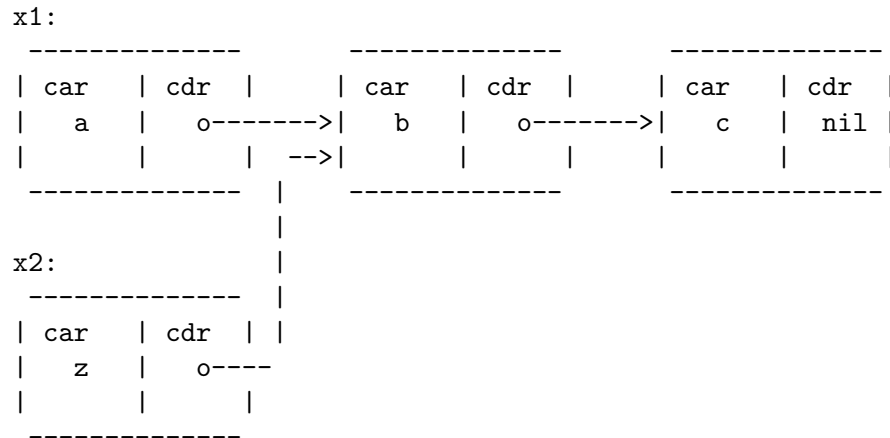 x1:
 --------------       --------------       --------------
| car   | cdr  |     | car   | cdr  |     | car   | cdr  |
|   a   |   o------->|   b   |   o------->|   c   |  nil |
|       |      |  -->|       |      |     |       |      |
 --------------  |    --------------       --------------
                 |
x2:              |
 --------------  |
| car   | cdr  | |
|   z   |   o----
|       |      |
 --------------